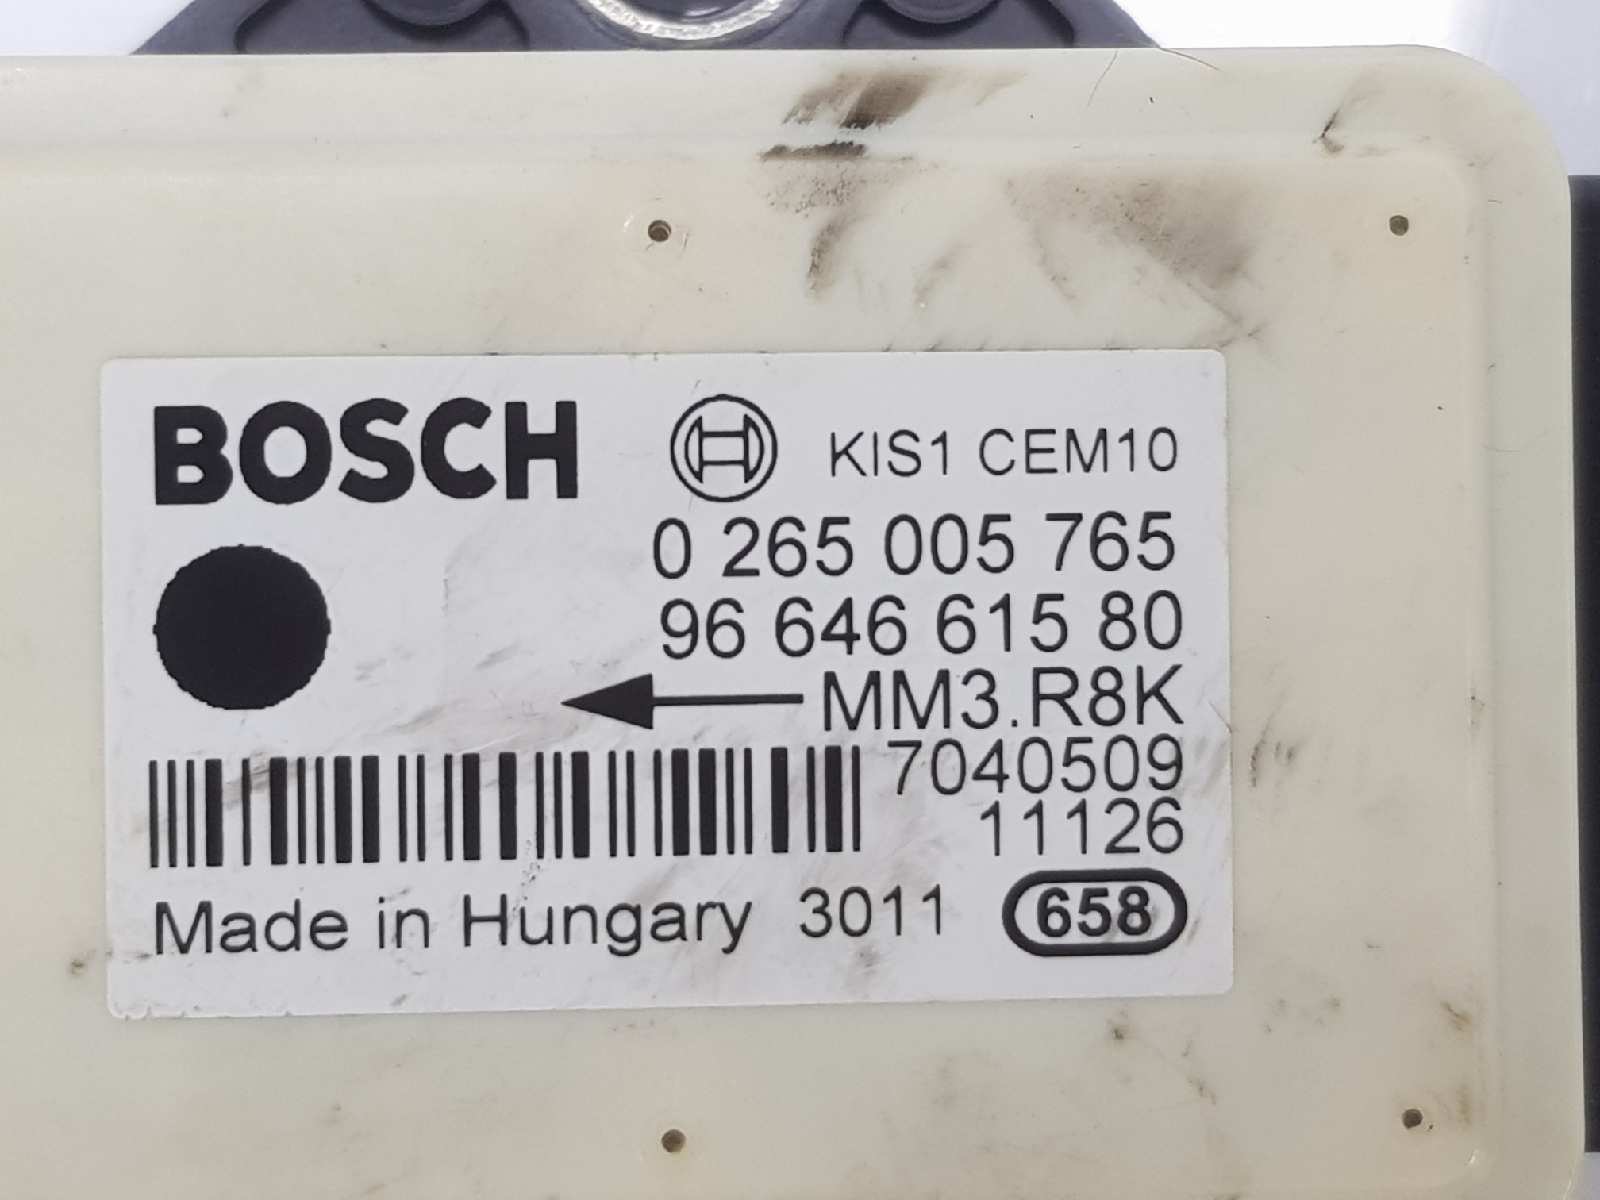 BOSCH KIS1 CEM10
0 265 005 765
96 646 615 80
MM3.R8K
7040509
11126
Made in Hungary 3011 658